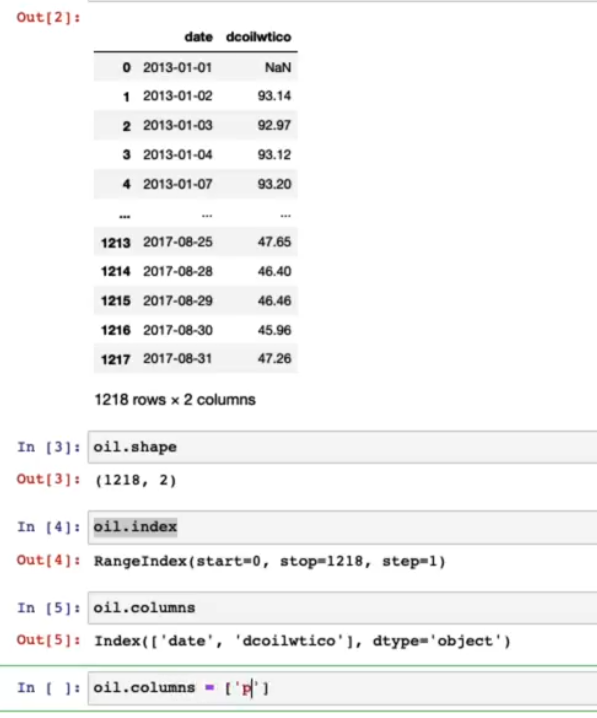 Out[2]:
date dcoilwtico
0 2013-01-01 NaN
1 2013-01-02 93.14
2 2013-01-03 92.97
3 2013-01-04 93.12
4 2013-01-07 93.20
... ... ...
1213 2017-08-25 47.65
1214 2017-08-28 46.40
1215 2017-08-29 46.46
1216 2017-08-30 45.96
1217 2017-08-31 47.26
1218 rows × 2 columns
In [3]: oil.shape
Out[3]: (1218, 2)
In [4]: oil.index
Out[4]: RangeIndex(start=0, stop=1218, step=1)
In [5]: oil.columns
Out[5]: Index(['date', 'dcoilwtico'], dtype='object')
In [ ]: oil.columns = ['p']